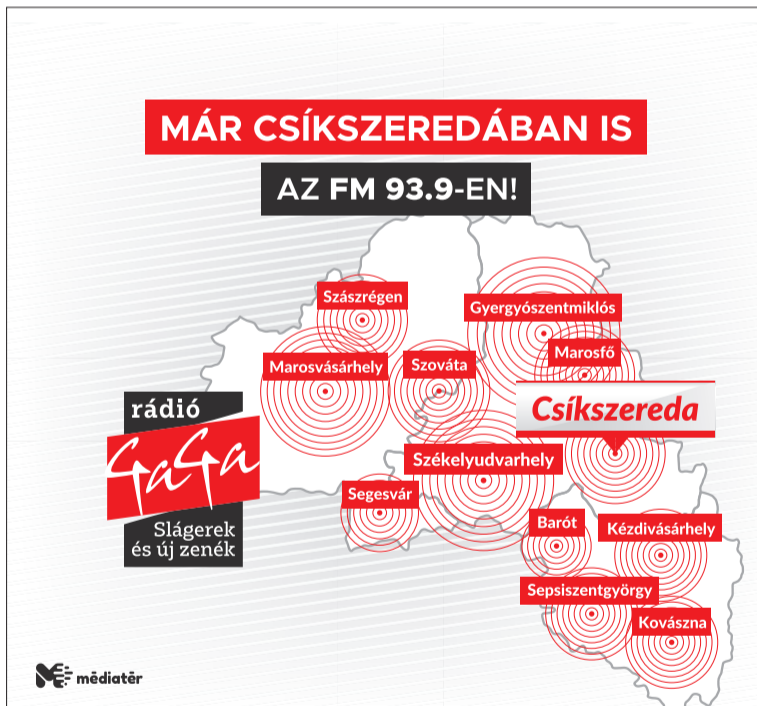 MÁR CSÍKSZEREDÁBAN IS
AZ FM 93.9-EN!
Szászrégen
Gyergyószentmiklós
Marosvásárhely
Szováta
Marosfő
Csíkszereda
rádió
GaGa
Slágerek
és új zenék
Székelyudvarhely
Segesvár
Barót
Kézdivásárhely
Sepsiszentgyörgy
Kovászna
médiatér